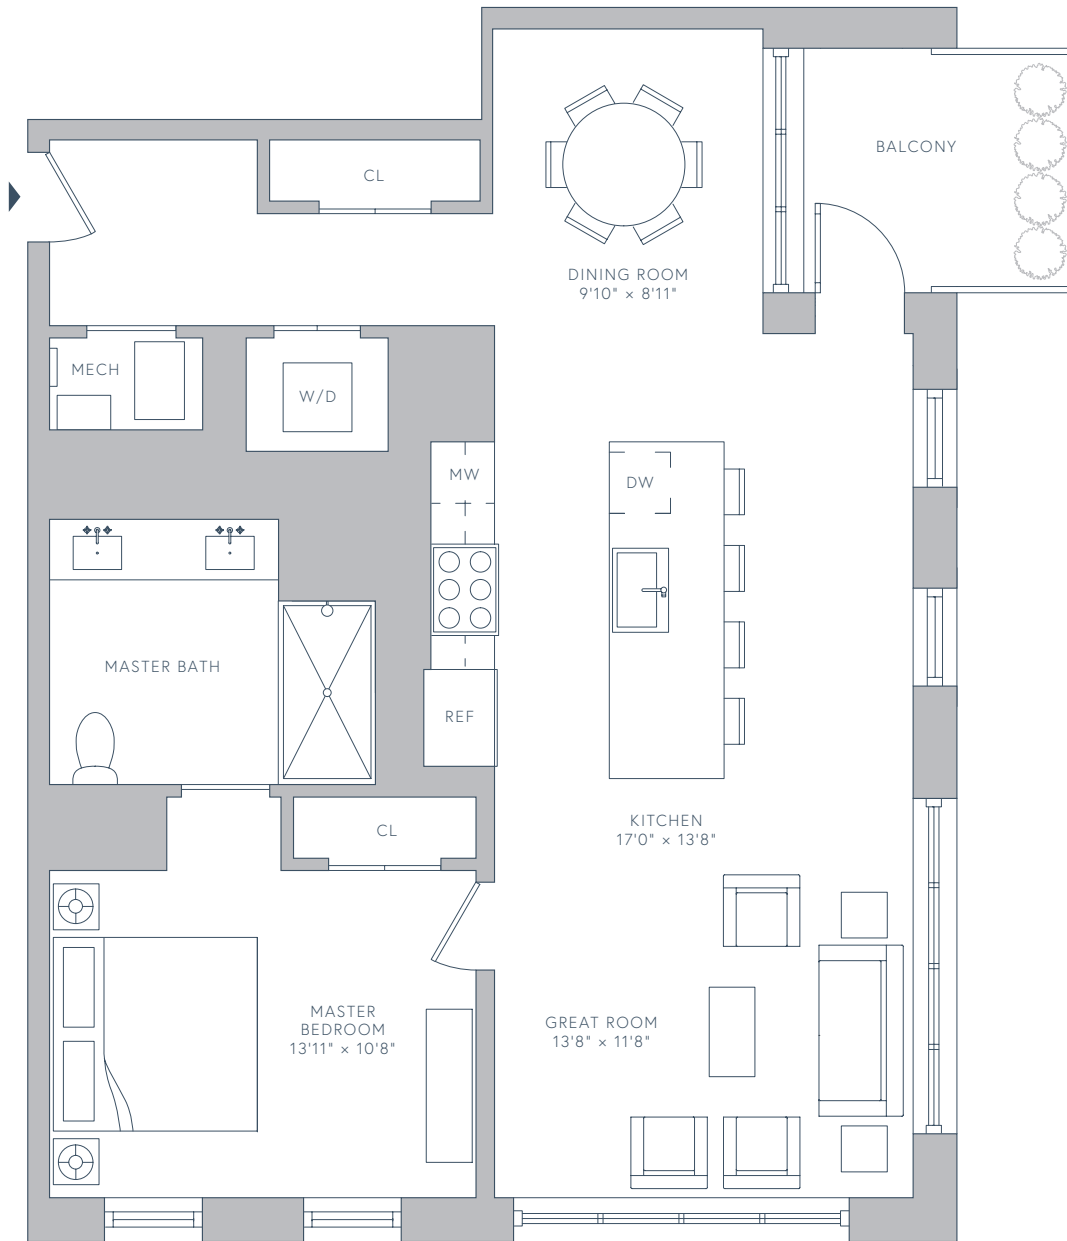 CL
BALCONY
DINING ROOM
9'10" × 8'11"
MECH
W/D
MW
DW
MASTER BATH
REF
CL
KITCHEN
17'0" × 13'8"
MASTER
BEDROOM
13'11" × 10'8"
GREAT ROOM
13'8" × 11'8"